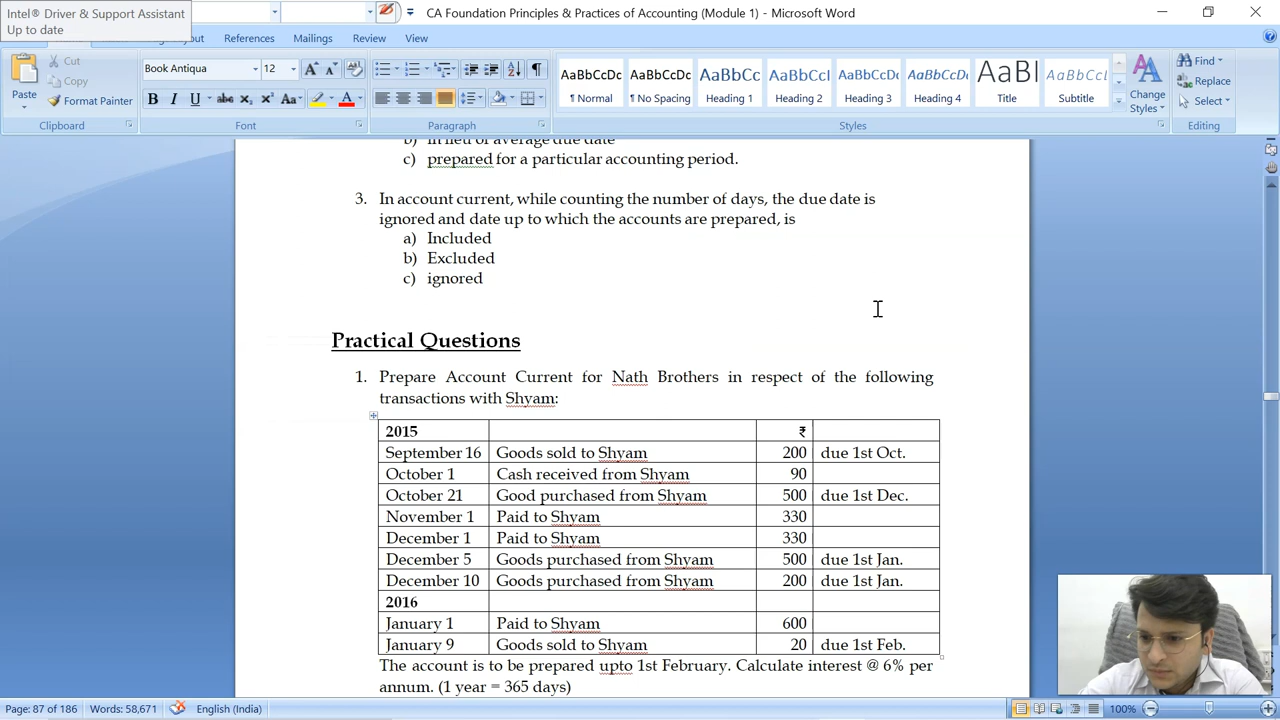 Intel® Driver & Support Assistant
Up to date
CA Foundation Principles & Practices of Accounting (Module 1) - Microsoft Word
References Mailings Review View
Cut
Copy
Format Painter
Paste
Clipboard
Book Antiqua 12
Font
Paragraph
AaBbCcDc AaBbCcDc AaBbCc AaBbCcI AaBbCcDc AaBbCcDc AaBl AaBbCcDc
¶ Normal ¶ No Spacing Heading 1 Heading 2 Heading 3 Heading 4 Title Subtitle
Styles
Change
Styles
Find
Replace
Select
Editing
b) in lieu of average due date
c) prepared for a particular accounting period.
3. In account current, while counting the number of days, the due date is
ignored and date up to which the accounts are prepared, is
a) Included
b) Excluded
c) ignored
Practical Questions
1. Prepare Account Current for Nath Brothers in respect of the following
transactions with Shyam:
2015 ₹
September 16 Goods sold to Shyam 200 due 1st Oct.
October 1 Cash received from Shyam 90
October 21 Good purchased from Shyam 500 due 1st Dec.
November 1 Paid to Shyam 330
December 1 Paid to Shyam 330
December 5 Goods purchased from Shyam 500 due 1st Jan.
December 10 Goods purchased from Shyam 200 due 1st Jan.
2016
January 1 Paid to Shyam 600
January 9 Goods sold to Shyam 20 due 1st Feb.
The account is to be prepared upto 1st February. Calculate interest @ 6% per
annum. (1 year = 365 days)
Page: 87 of 186 Words: 58,671 English (India) 100%